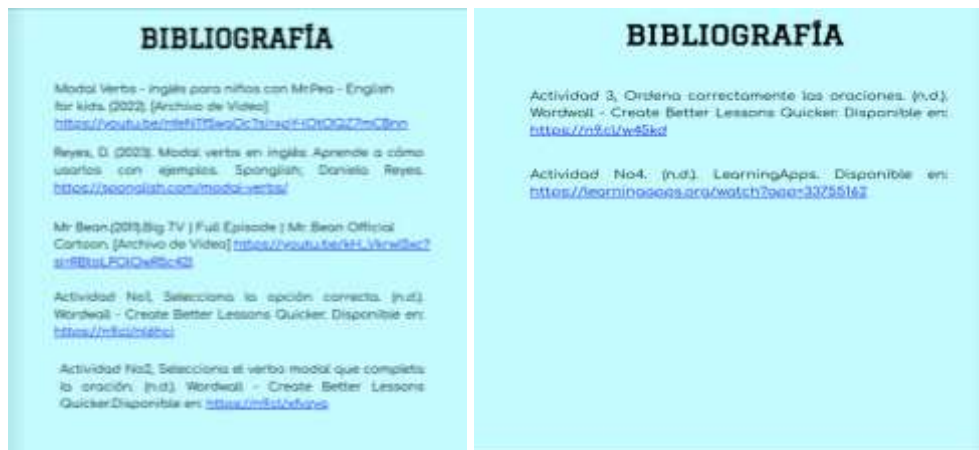 BIBLIOGRAFÍA
Modal Verbs - inglés para niños con Mr.Pea - English
for kids. (2022). [Archivo de Video]
Reyes, D. (2023). Modal verbs en inglés: Aprende a cómo
usarlos con ejemplos. Spanglish; Daniela Reyes.
https://spanglish.com/modal-verbs/
Mr Bean.(2019).Big TV | Full Episode | Mr. Bean Official
Cartoon. [Archivo de Video]
Actividad No1, Selecciona la opción correcta. (n.d.).
Wordwall - Create Better Lessons Quicker. Disponible en:
Actividad No2, Selecciona el verbo modal que completa
la oración. (n.d.). Wordwall - Create Better Lessons
Quicker.Disponible en:
BIBLIOGRAFÍA
Actividad 3, Ordena correctamente las oraciones. (n.d.).
Wordwall - Create Better Lessons Quicker. Disponible en:
https://n9.cl/w45kd
Actividad No4. (n.d.). LearningApps. Disponible en:
https://learningapps.org/watch?app=33755162